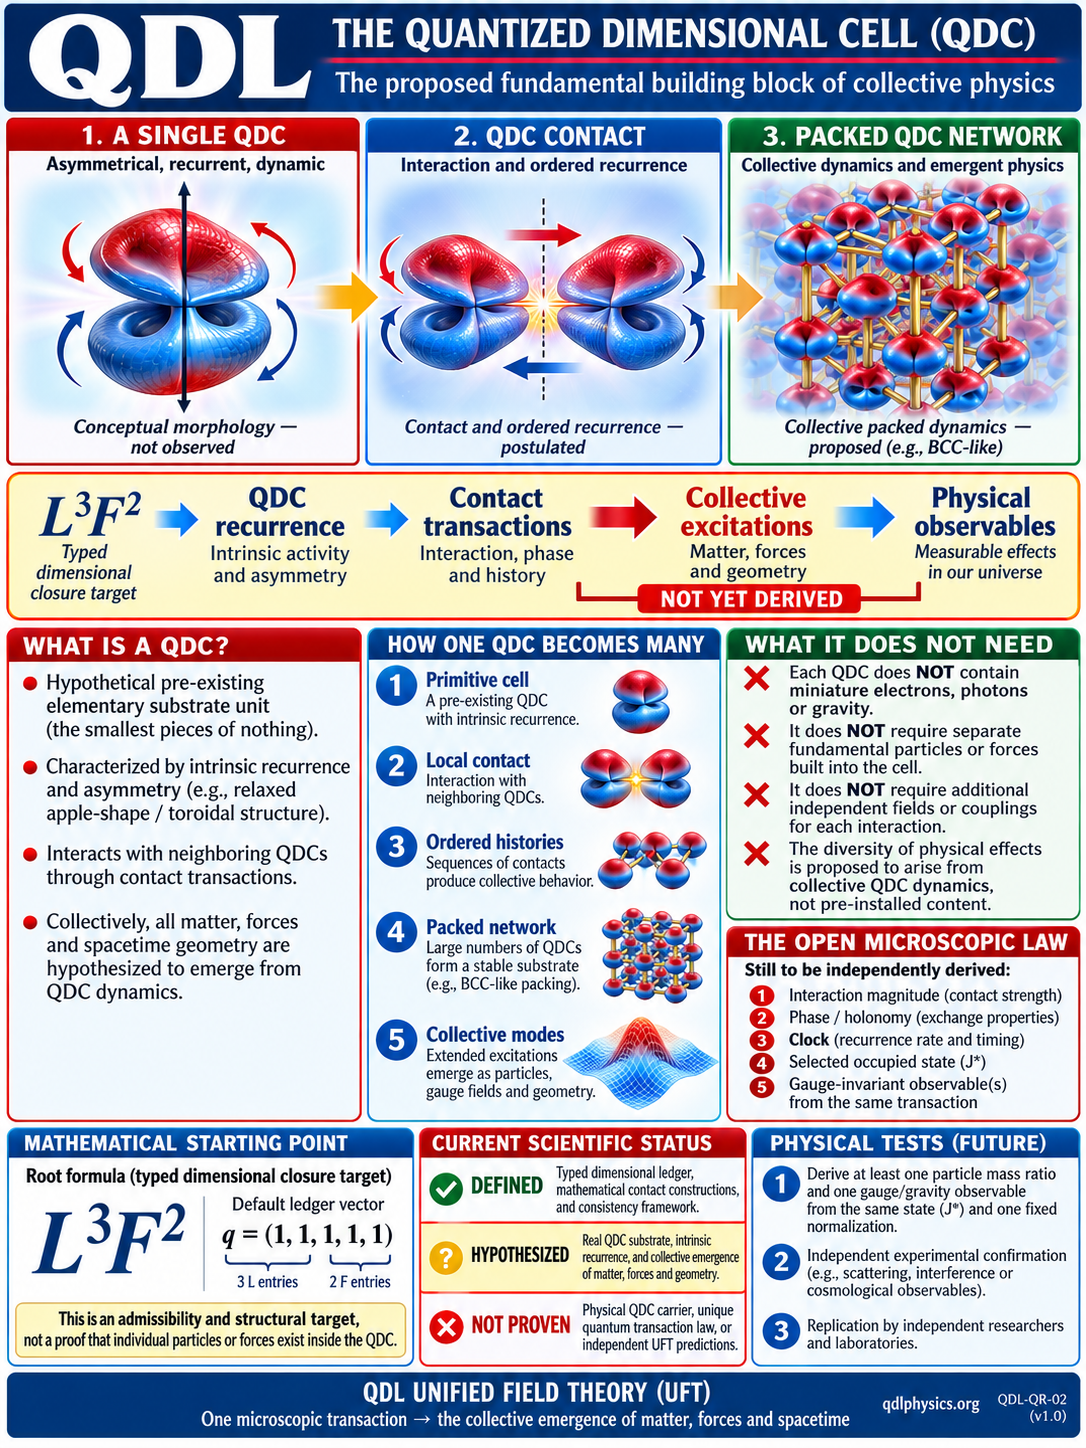 QDL
THE QUANTIZED DIMENSIONAL CELL (QDC)
The proposed fundamental building block of collective physics
1. A SINGLE QDC
Asymmetrical, recurrent, dynamic
Conceptual morphology —
not observed
2. QDC CONTACT
Interaction and ordered recurrence
Contact and ordered recurrence —
postulated
3. PACKED QDC NETWORK
Collective dynamics and emergent physics
Collective packed dynamics —
proposed (e.g., BCC-like)
L³F²
Typed
dimensional
closure target
QDC
recurrence
Intrinsic activity
and asymmetry
Contact
transactions
Interaction, phase
and history
Collective
excitations
Matter, forces
and geometry
Physical
observables
Measurable effects
in our universe
NOT YET DERIVED
WHAT IS A QDC?
Hypothetical pre-existing
elementary substrate unit
(the smallest pieces of nothing).
Characterized by intrinsic recurrence
and asymmetry (e.g., relaxed
apple-shape / toroidal structure).
Interacts with neighboring QDCs
through contact transactions.
Collectively, all matter, forces
and spacetime geometry are
hypothesized to emerge from
QDC dynamics.
HOW ONE QDC BECOMES MANY
1 Primitive cell
A pre-existing QDC
with intrinsic recurrence.
2 Local contact
Interaction with
neighboring QDCs.
3 Ordered histories
Sequences of contacts
produce collective behavior.
4 Packed network
Large numbers of QDCs
form a stable substrate
(e.g., BCC-like packing).
5 Collective modes
Extended excitations
emerge as particles,
gauge fields and geometry.
WHAT IT DOES NOT NEED
Each QDC does NOT contain
miniature electrons, photons
or gravity.
It does NOT require separate
fundamental particles or forces
built into the cell.
It does NOT require additional
independent fields or couplings
for each interaction.
The diversity of physical effects
is proposed to arise from
collective QDC dynamics,
not pre-installed content.
THE OPEN MICROSCOPIC LAW
Still to be independently derived:
1 Interaction magnitude (contact strength)
2 Phase / holonomy (exchange properties)
3 Clock (recurrence rate and timing)
4 Selected occupied state (J*)
5 Gauge-invariant observable(s)
from the same transaction
MATHEMATICAL STARTING POINT
Root formula (typed dimensional closure target)
L³F²
Default ledger vector
q = (1, 1, 1, 1, 1)
3 L entries 2 F entries
This is an admissibility and structural target,
not a proof that individual particles or forces exist inside the QDC.
CURRENT SCIENTIFIC STATUS
DEFINED
Typed dimensional ledger,
mathematical contact constructions,
and consistency framework.
? HYPOTHESIZED
Real QDC substrate, intrinsic
recurrence, and collective emergence
of matter, forces and geometry.
NOT PROVEN
Physical QDC carrier, unique
quantum transaction law, or
independent UFT predictions.
PHYSICAL TESTS (FUTURE)
1 Derive at least one particle mass ratio
and one gauge/gravity observable
from the same state (J*) and one fixed
normalization.
2 Independent experimental confirmation
(e.g., scattering, interference or
cosmological observables).
3 Replication by independent researchers
and laboratories.
QDL UNIFIED FIELD THEORY (UFT)
One microscopic transaction → the collective emergence of matter, forces and spacetime
qdlphysics.org
QDL-QR-02
(v1.0)